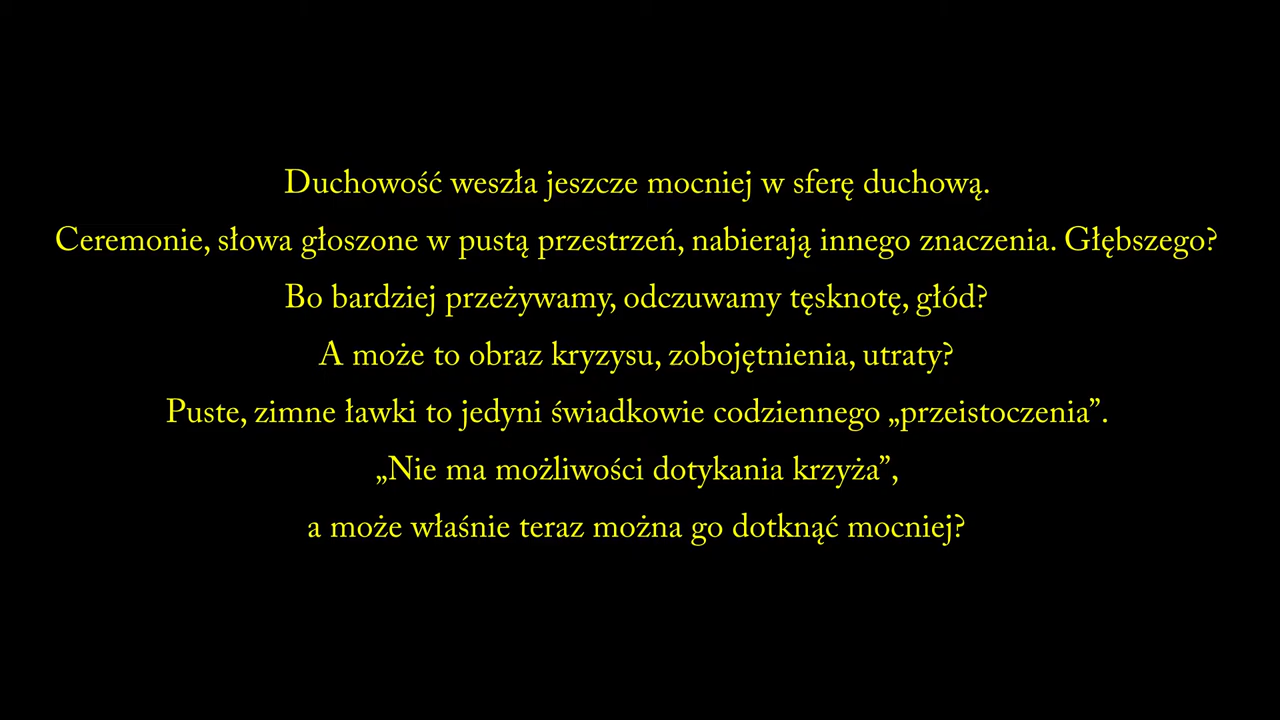 Duchowość weszła jeszcze mocniej w sferę duchową.
Ceremonie, słowa głoszone w pustą przestrzeń, nabierają innego znaczenia. Głębszego?
Bo bardziej przeżywamy, odczuwamy tęsknotę, głód?
A może to obraz kryzysu, zobojętnienia, utraty?
Puste, zimne ławki to jedyni świadkowie codziennego „przeistoczenia”.
„Nie ma możliwości dotykania krzyża”,
a może właśnie teraz można go dotknąć mocniej?